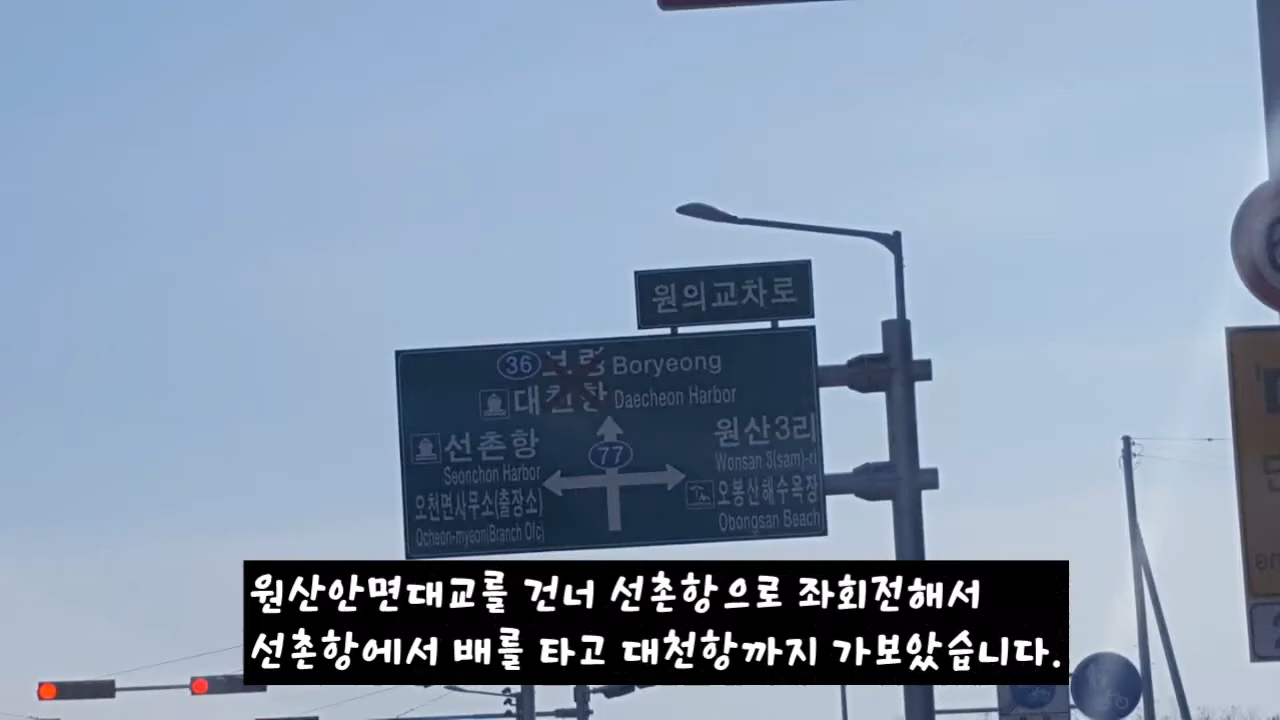 원의교차로
36 보령 Boryeong
대천항 Daecheon Harbor
선촌항
Seonchon Harbor
오천면사무소(출장소)
Ocheon-myeon(Branch Ofc)
77
원산3리
Wonsan 3(sam)-ri
오봉산해수욕장
Obongsan Beach
원산안면대교를 건너 선촌항으로 좌회전해서
선촌항에서 배를 타고 대천항까지 가보았습니다.